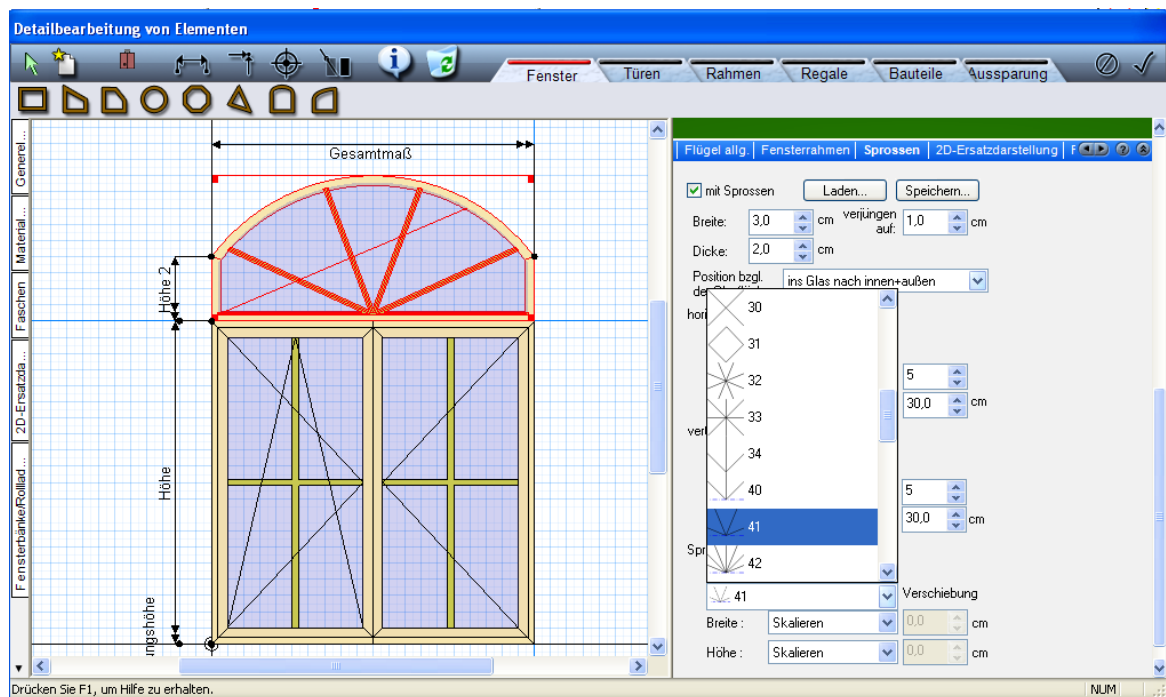 Detailbearbeitung von Elementen
Fenster Türen Rahmen Regale Bauteile Aussparung
Generel...
Material...
Faschen
2D-Ersatzda...
Fensterbänke/Rolllad...
Gesamtmaß
Höhe 2
Höhe
ungshöhe
Flügel allg. Fensterrahmen Sprossen 2D-Ersatzdarstellung F
mit Sprossen Laden... Speichern...
Breite: 3,0 cm verjüngen auf: 1,0 cm
Dicke: 2,0 cm
Position bzgl. ins Glas nach innen+außen
hori
30
31
32
5
30,0 cm
33
vert
34
40
5
41
30,0 cm
Spr
42
41 Verschiebung
Breite : Skalieren 0,0 cm
Höhe : Skalieren 0,0 cm
Drücken Sie F1, um Hilfe zu erhalten.
NUM